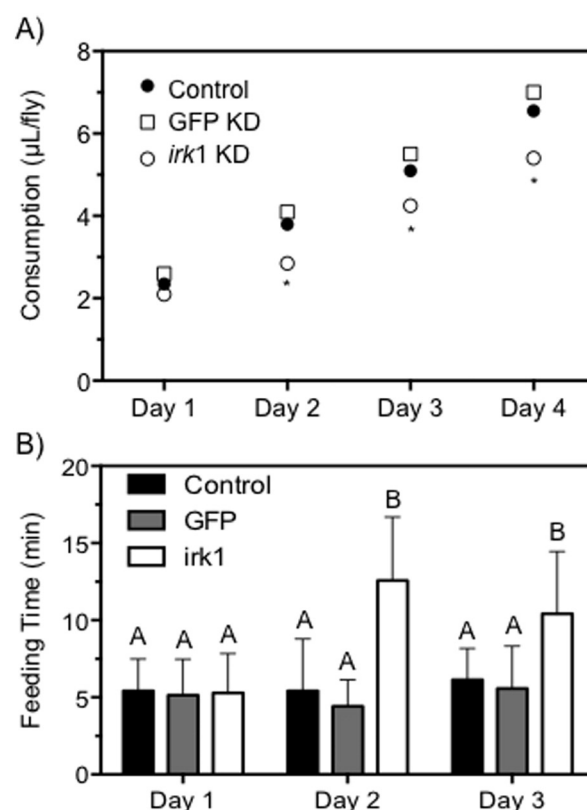 A)
8
6
4
2
0
Consumption (µL/fly)
Control
GFP KD
irk1 KD
*
*
*
Day 1 Day 2 Day 3 Day 4
B)
20
15
10
5
0
Feeding Time (min)
Control
GFP
irk1
A A A A A B A A B
Day 1 Day 2 Day 3